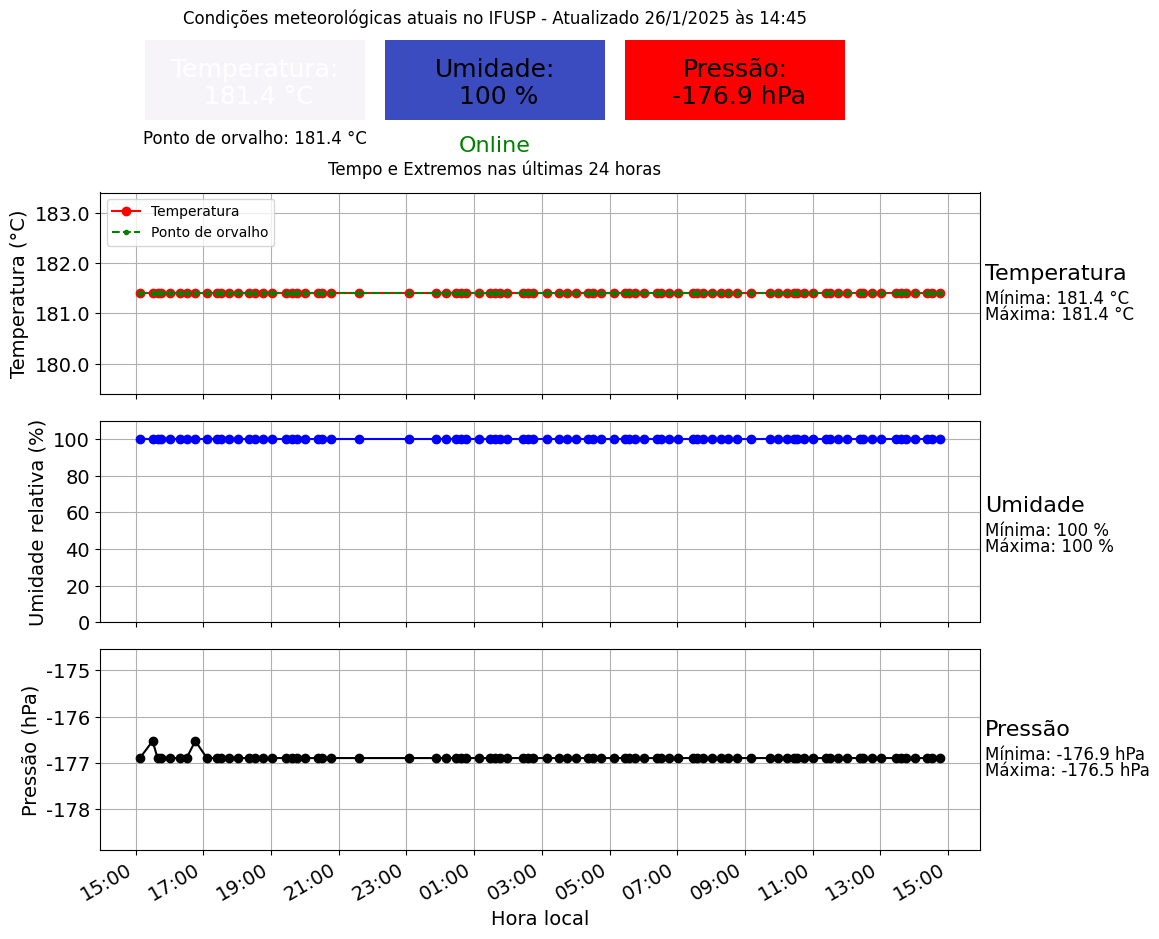 Condições meteorológicas atuais no IFUSP - Atualizado 26/1/2025 às 14:45
Temperatura:
181.4 °C
Umidade:
100 %
Pressão:
-176.9 hPa
Ponto de orvalho: 181.4 °C
Online
Tempo e Extremos nas últimas 24 horas
Temperatura (°C)
183.0
182.0
181.0
180.0
Temperatura
Ponto de orvalho
Temperatura
Mínima: 181.4 °C
Máxima: 181.4 °C
Umidade relativa (%)
100
80
60
40
20
0
Umidade
Mínima: 100 %
Máxima: 100 %
Pressão (hPa)
-175
-176
-177
-178
Pressão
Mínima: -176.9 hPa
Máxima: -176.5 hPa
15:00 17:00 19:00 21:00 23:00 01:00 03:00 05:00 07:00 09:00 11:00 13:00 15:00
Hora local